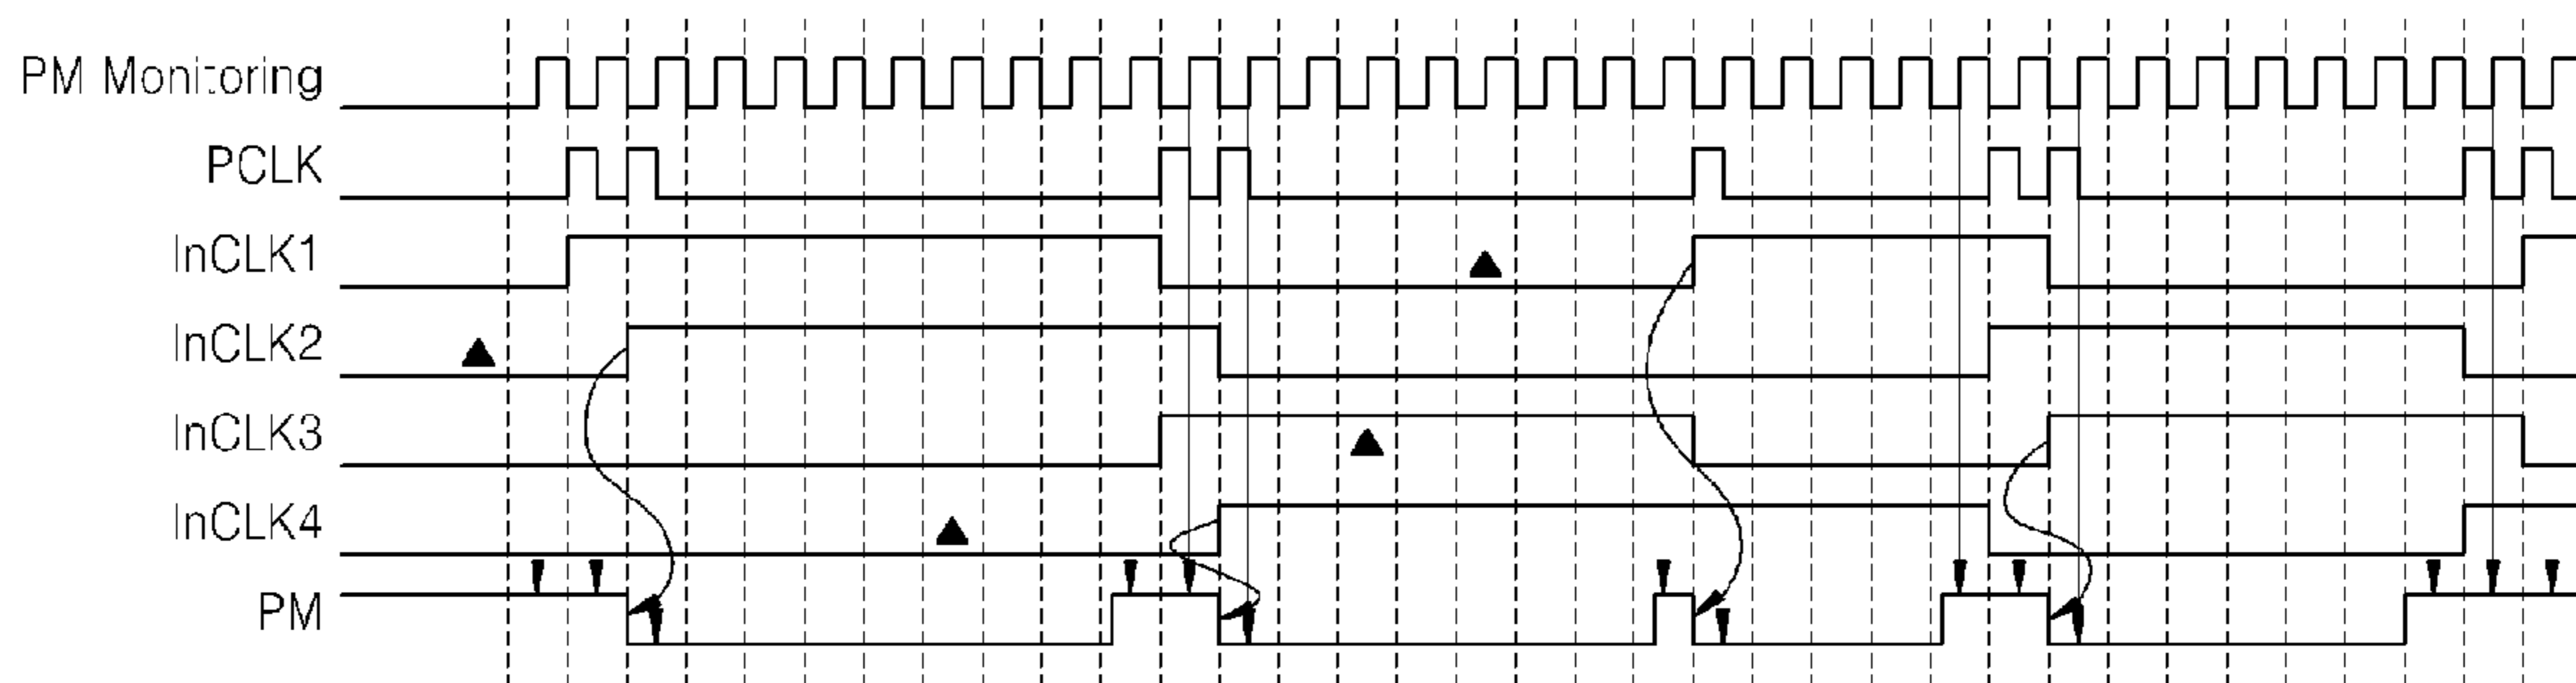 PM Monitoring
PCLK
InCLK1
InCLK2
InCLK3
InCLK4
PM